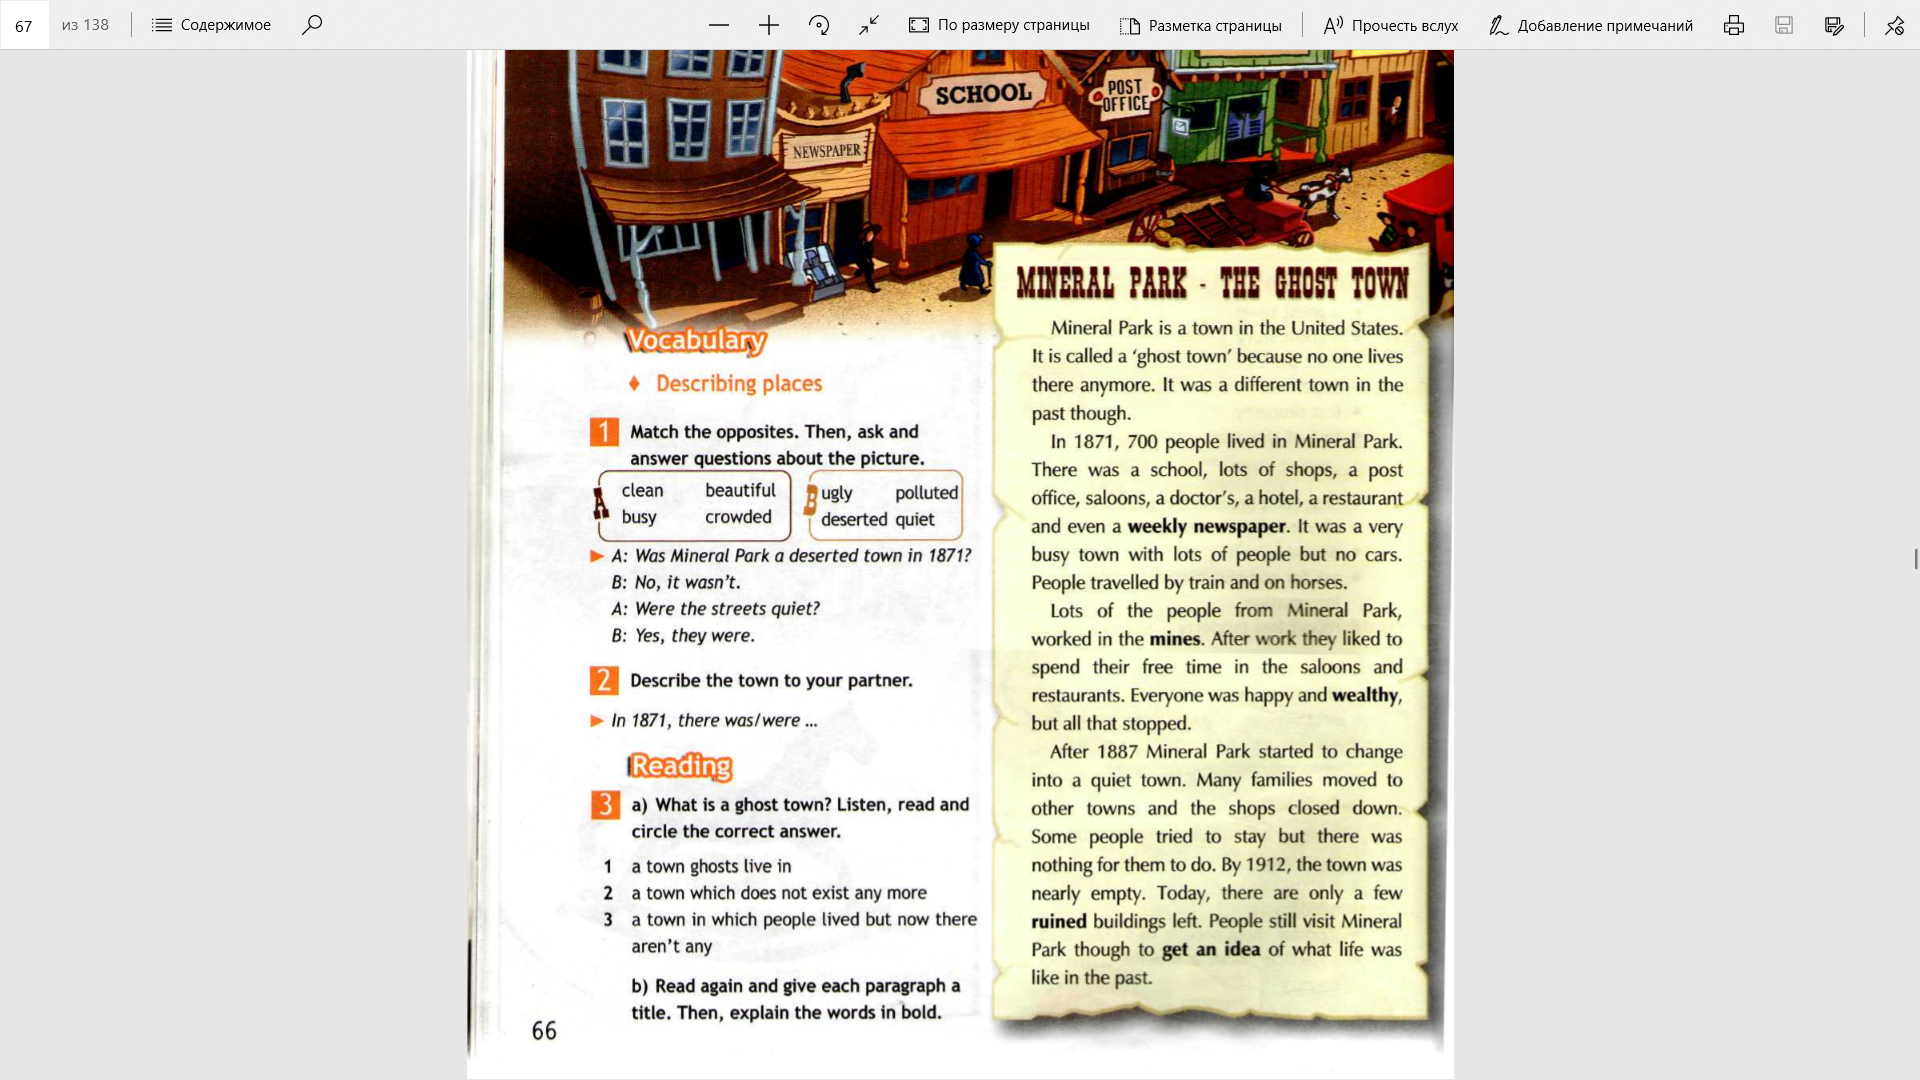 67 из 138 Содержимое По размеру страницы Разметка страницы Прочесть вслух Добавление примечаний
SCHOOL
POST
OFFICE
NEWSPAPER
Vocabulary
♦ Describing places
1 Match the opposites. Then, ask and
answer questions about the picture.
A
clean beautiful
busy crowded
B
ugly polluted
deserted quiet
► A: Was Mineral Park a deserted town in 1871?
B: No, it wasn't.
A: Were the streets quiet?
B: Yes, they were.
2 Describe the town to your partner.
► In 1871, there was/were ...
Reading
3 a) What is a ghost town? Listen, read and
circle the correct answer.
1 a town ghosts live in
2 a town which does not exist any more
3 a town in which people lived but now there
aren't any
b) Read again and give each paragraph a
title. Then, explain the words in bold.
66
MINERAL PARK - THE GHOST TOWN
Mineral Park is a town in the United States.
It is called a 'ghost town' because no one lives
there anymore. It was a different town in the
past though.
In 1871, 700 people lived in Mineral Park.
There was a school, lots of shops, a post
office, saloons, a doctor's, a hotel, a restaurant
and even a weekly newspaper. It was a very
busy town with lots of people but no cars.
People travelled by train and on horses.
Lots of the people from Mineral Park,
worked in the mines. After work they liked to
spend their free time in the saloons and
restaurants. Everyone was happy and wealthy,
but all that stopped.
After 1887 Mineral Park started to change
into a quiet town. Many families moved to
other towns and the shops closed down.
Some people tried to stay but there was
nothing for them to do. By 1912, the town was
nearly empty. Today, there are only a few
ruined buildings left. People still visit Mineral
Park though to get an idea of what life was
like in the past.